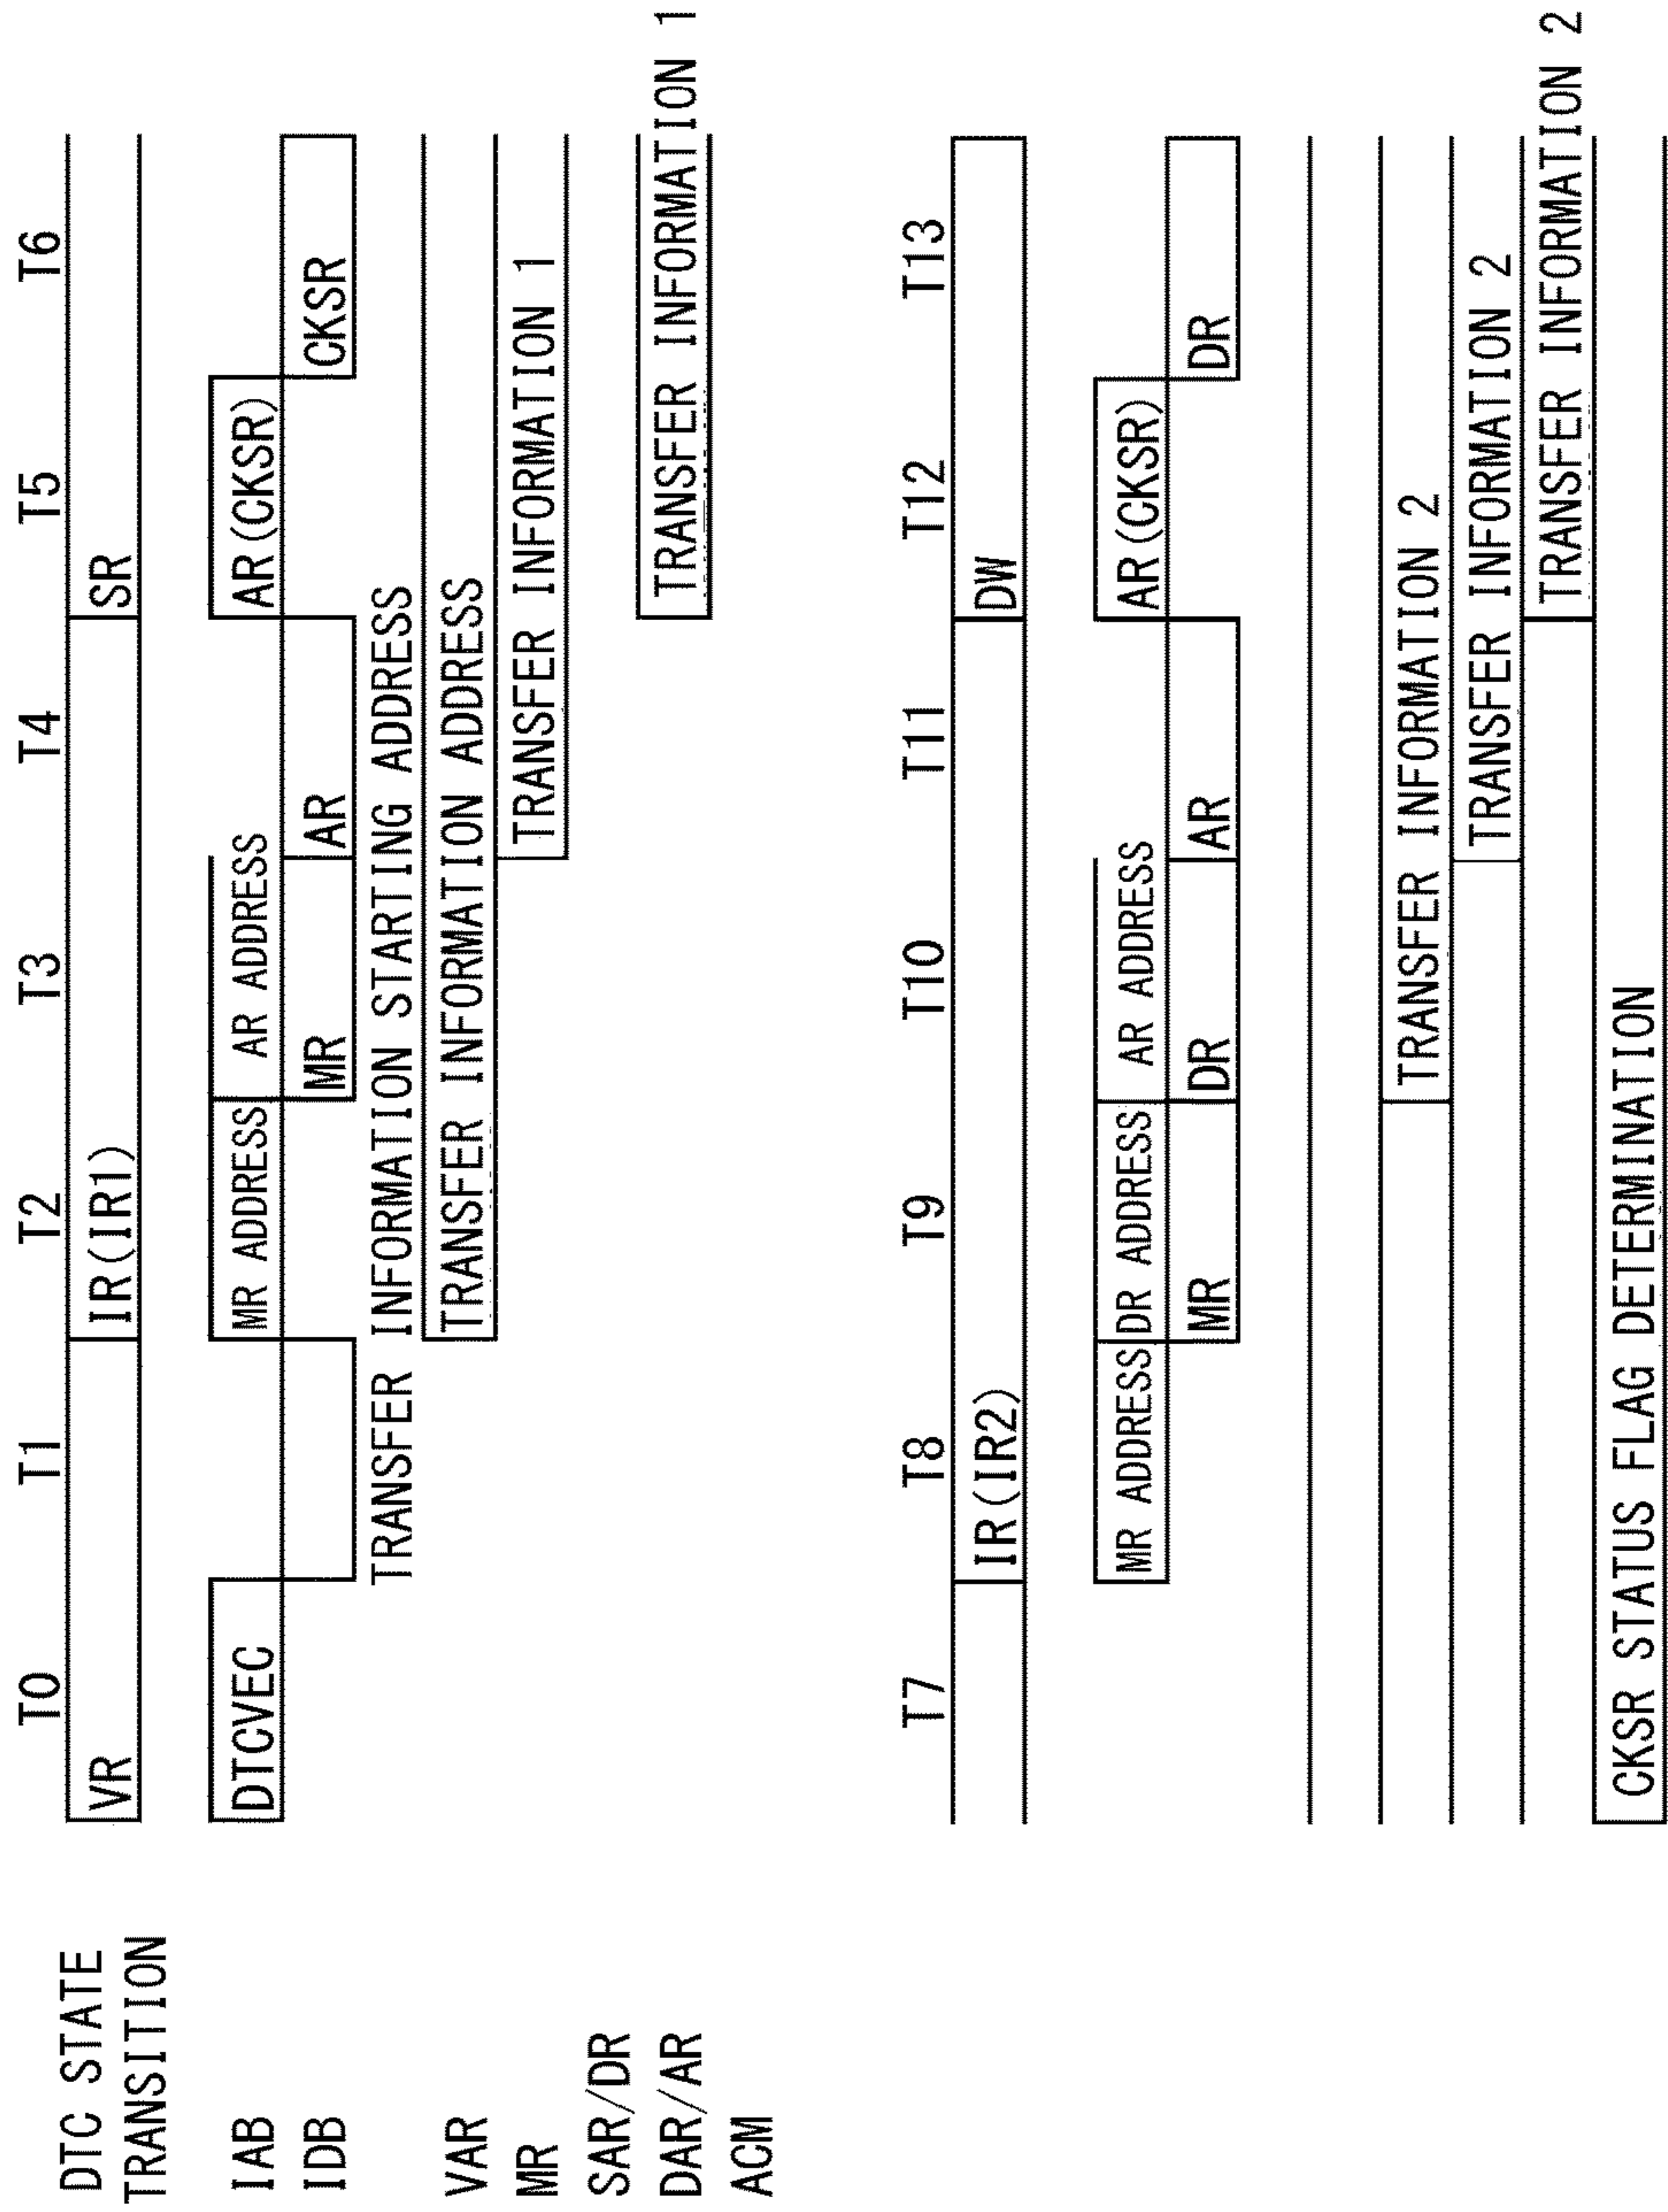 T0 T1 T2 T3 T4 T5 T6
DTC STATE
TRANSITION
VR IR(IR1) SR
IAB DTCVEC MR ADDRESS AR ADDRESS AR(CKSR)
IDB MR AR CKSR
TRANSFER INFORMATION STARTING ADDRESS
VAR TRANSFER INFORMATION ADDRESS
MR TRANSFER INFORMATION 1
SAR/DR
DAR/AR TRANSFER INFORMATION 1
ACM
T7 T8 T9 T10 T11 T12 T13
IR(IR2) DW
MR ADDRESS DR ADDRESS AR ADDRESS AR(CKSR)
MR DR AR DR
TRANSFER INFORMATION 2
TRANSFER INFORMATION 2
TRANSFER INFORMATION 2
CKSR STATUS FLAG DETERMINATION